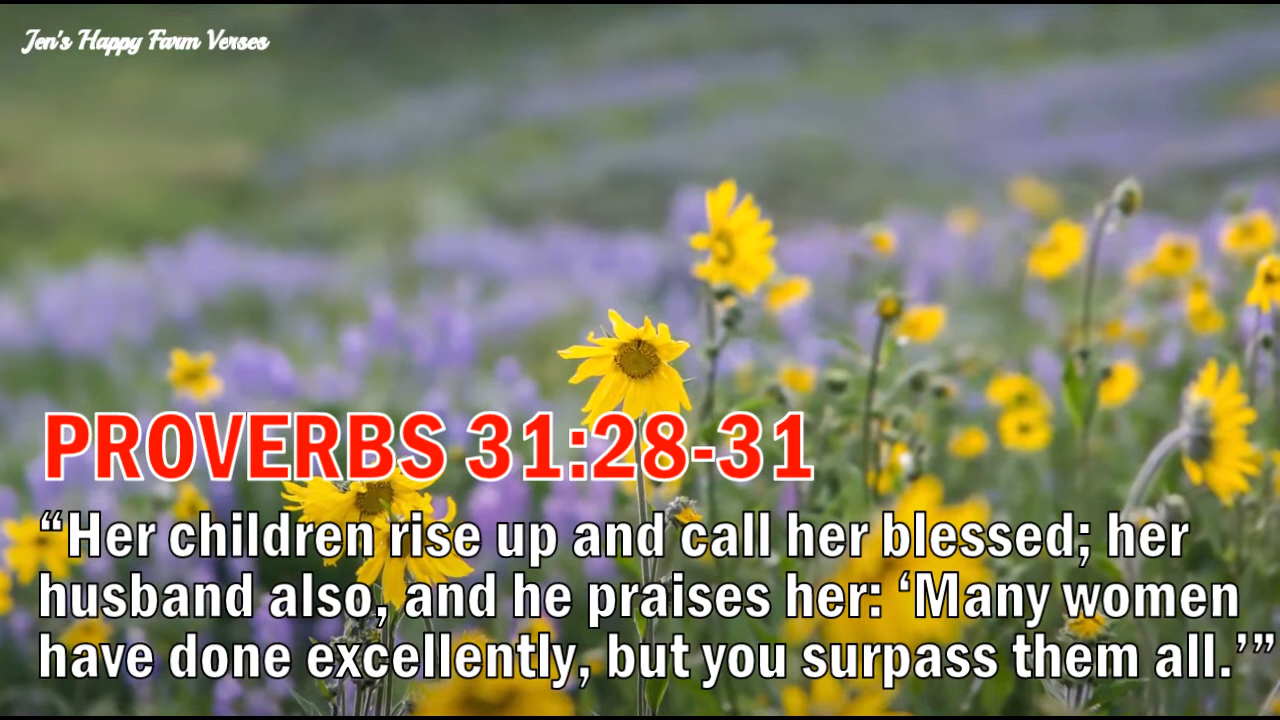 Jen's Happy Farm Verses
PROVERBS 31:28-31
“Her children rise up and call her blessed; her
husband also, and he praises her: ‘Many women
have done excellently, but you surpass them all.’”